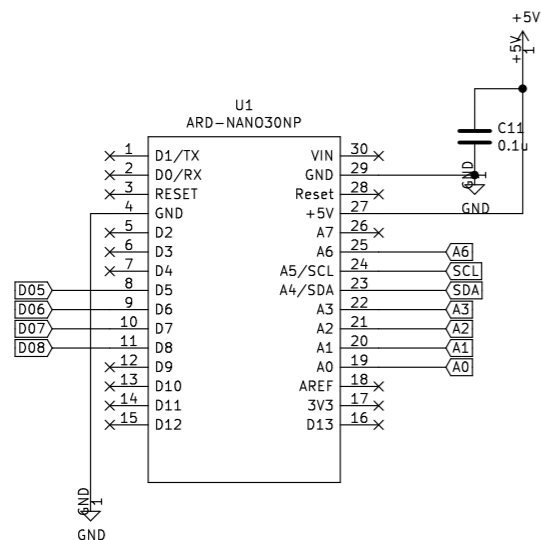 +5V
+5V
1
U1
ARD-NANO30NP
C11
0.1u
1 D1/TX VIN 30
2 D0/RX GND 29
3 RESET Reset 28
GND
1
GND
4 GND +5V 27
5 D2 A7 26
6 D3 A6 25 A6
7 D4 A5/SCL 24 SCL
D05 8 D5 A4/SDA 23 SDA
D06 9 D6 A3 22 A3
D07 10 D7 A2 21 A2
D08 11 D8 A1 20 A1
12 D9 A0 19 A0
13 D10 AREF 18
14 D11 3V3 17
15 D12 D13 16
GND
1
GND